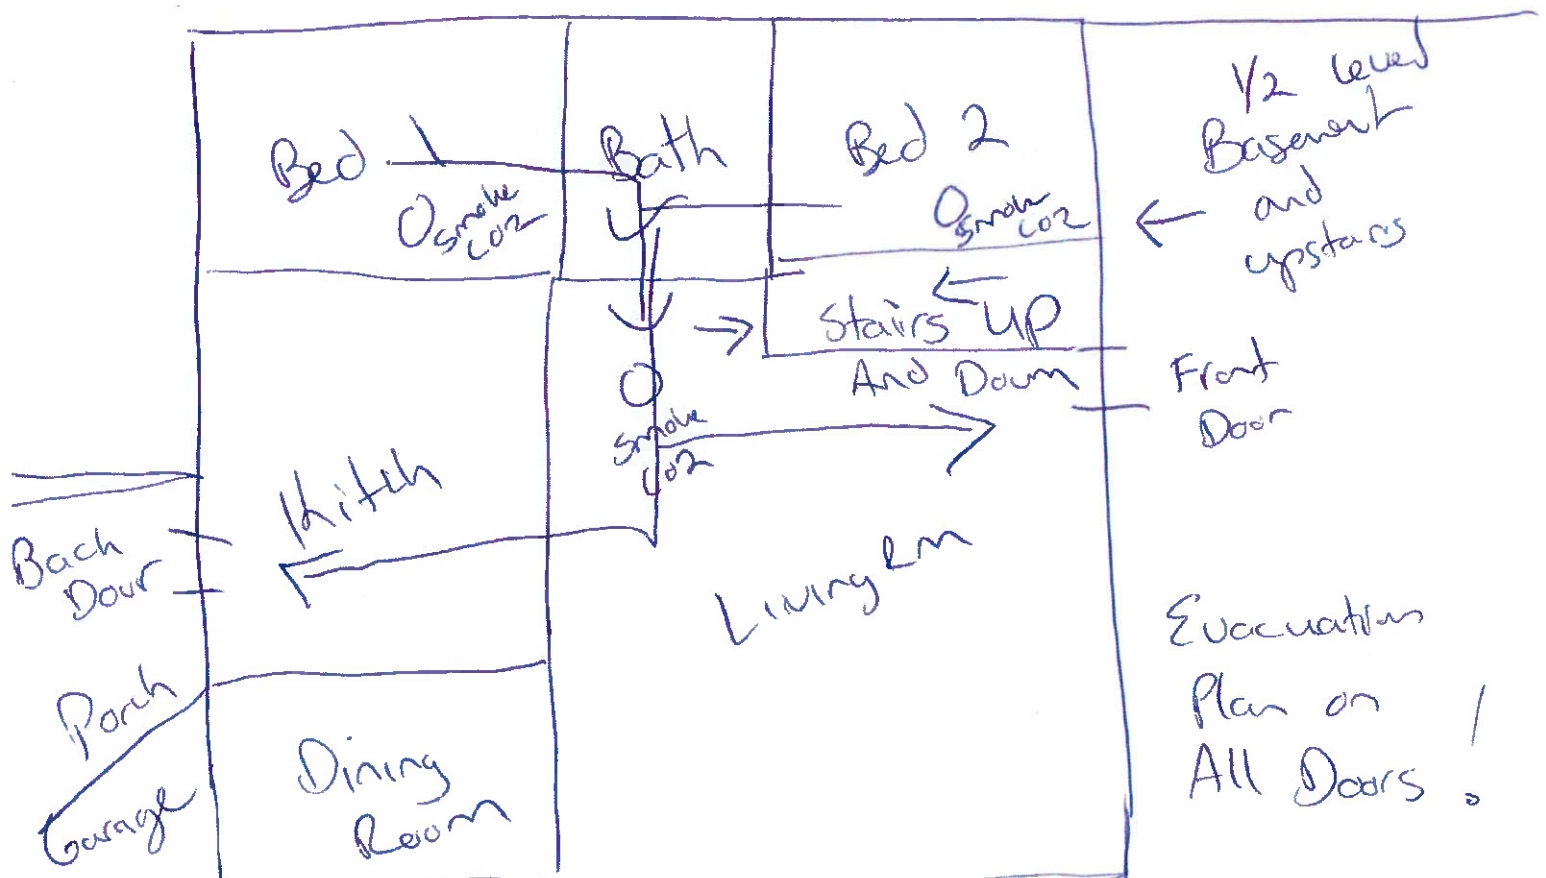 Bed 1
Smoke
CO2
Bath
Bed 2
Smoke
CO2
1/2 level
Basement
and
upstairs
Stairs UP
And Down
Front
Door
Smoke
CO2
Kitch
Back
Door
Living Rm
Porch
Garage
Dining
Room
Evacuation
Plan on
All Doors!